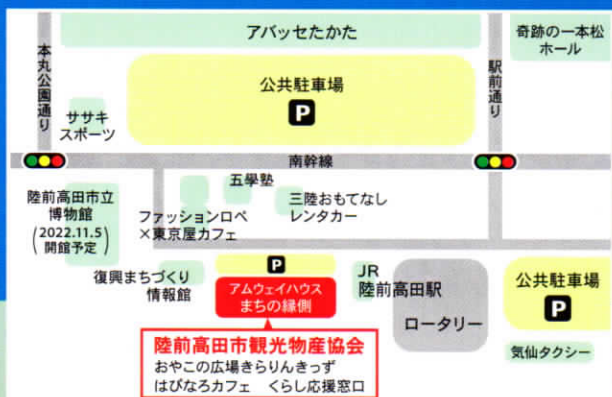 アバッセたかた
奇跡の一本松
ホール
本丸公園通り
公共駐車場
P
駅前通り
ササキ
スポーツ
南幹線
五學塾
陸前高田市立
博物館
(2022.11.5
開館予定)
ファッションロペ
×東京屋カフェ
三陸おもてなし
レンタカー
復興まちづくり
情報館
P
アムウェイハウス
まちの縁側
JR
陸前高田駅
ロータリー
公共駐車場
P
気仙タクシー
陸前高田市観光物産協会
おやこの広場きらりんきっず
はぴなろカフェ くらし応援窓口